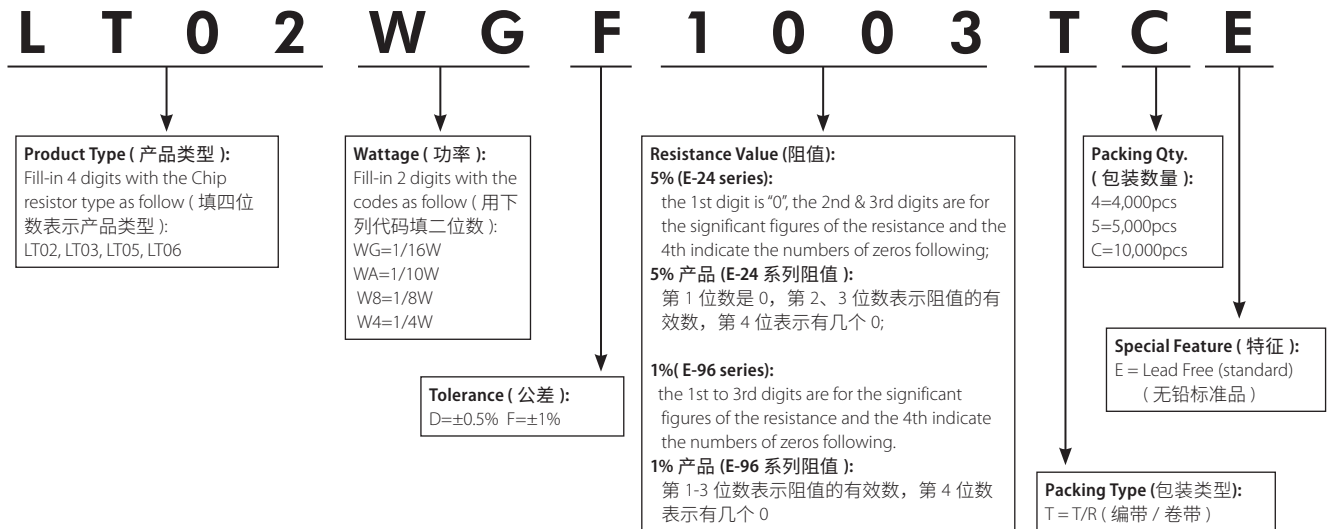 L T 0 2 W G F 1 0 0 3 T C E
Product Type ( 产品类型 ):
Fill-in 4 digits with the Chip
resistor type as follow ( 填四位
数表示产品类型 ):
LT02, LT03, LT05, LT06
Wattage ( 功率 ):
Fill-in 2 digits with the
codes as follow ( 用下
列代码填二位数 ):
WG=1/16W
WA=1/10W
W8=1/8W
W4=1/4W
Tolerance ( 公差 ):
D=±0.5% F=±1%
Resistance Value (阻值):
5% (E-24 series):
the 1st digit is "0", the 2nd & 3rd digits are for
the significant figures of the resistance and the
4th indicate the numbers of zeros following;
5% 产品 (E-24 系列阻值 ):
第 1 位数是 0，第 2、3 位数表示阻值的有
效数，第 4 位表示有几个 0;
1%( E-96 series):
the 1st to 3rd digits are for the significant
figures of the resistance and the 4th indicate
the numbers of zeros following.
1% 产品 (E-96 系列阻值 ):
第 1-3 位数表示阻值的有效数，第 4 位数
表示有几个 0
Packing Qty.
( 包装数量 ):
4=4,000pcs
5=5,000pcs
C=10,000pcs
Special Feature ( 特征 ):
E = Lead Free (standard)
( 无铅标准品 )
Packing Type (包装类型):
T = T/R ( 编带 / 卷带 )